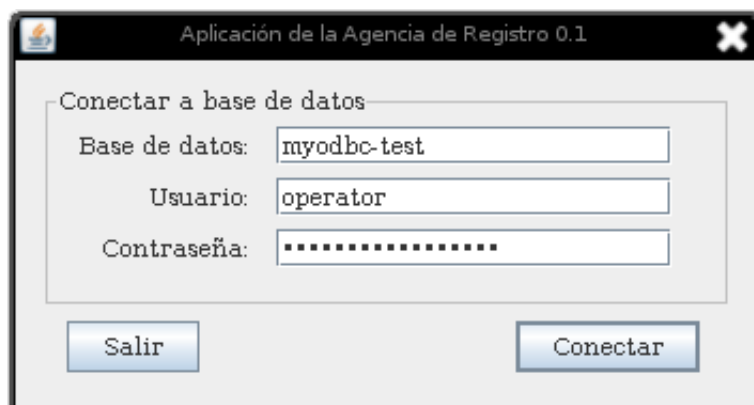 Aplicación de la Agencia de Registro 0.1
Conectar a base de datos
Base de datos: myodbc-test
Usuario: operator
Contraseña: •••••••••••••••••
Salir Conectar